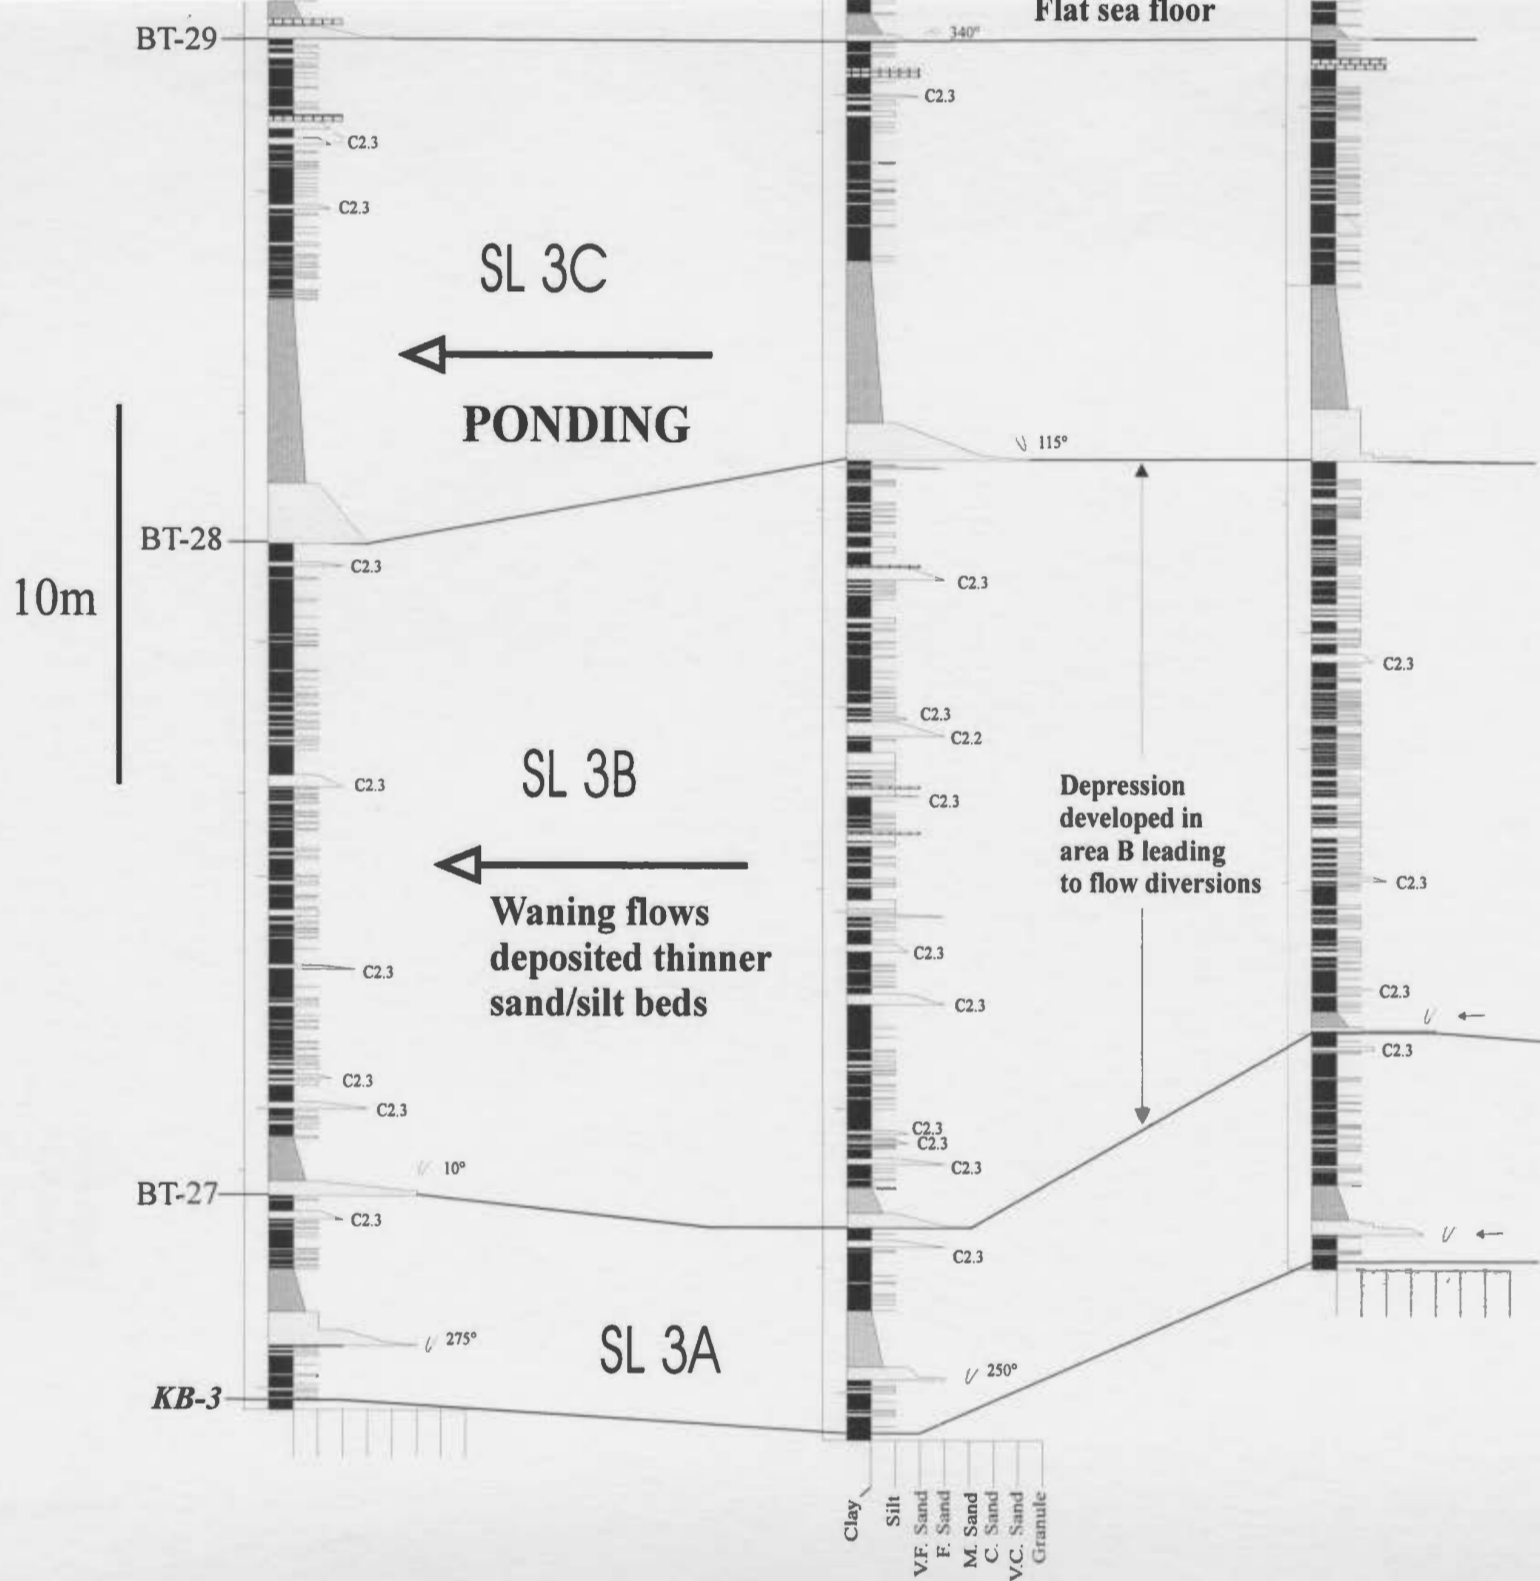 Flat sea floor
BT-29
340°
C2.3
C2.3
C2.3
SL 3C
PONDING
115°
BT-28
C2.3
C2.3
10m
C2.3
C2.3
C2.2
SL 3B
C2.3
C2.3
Depression
developed in
area B leading
to flow diversions
C2.3
Waning flows
deposited thinner
sand/silt beds
C2.3
C2.3
C2.3
C2.3
C2.3
C2.3
C2.3
C2.3
C2.3
C2.3
10°
BT-27
C2.3
C2.3
275°
SL 3A
250°
KB-3
Clay
Silt
V.F. Sand
F. Sand
M. Sand
C. Sand
V.C. Sand
Granule